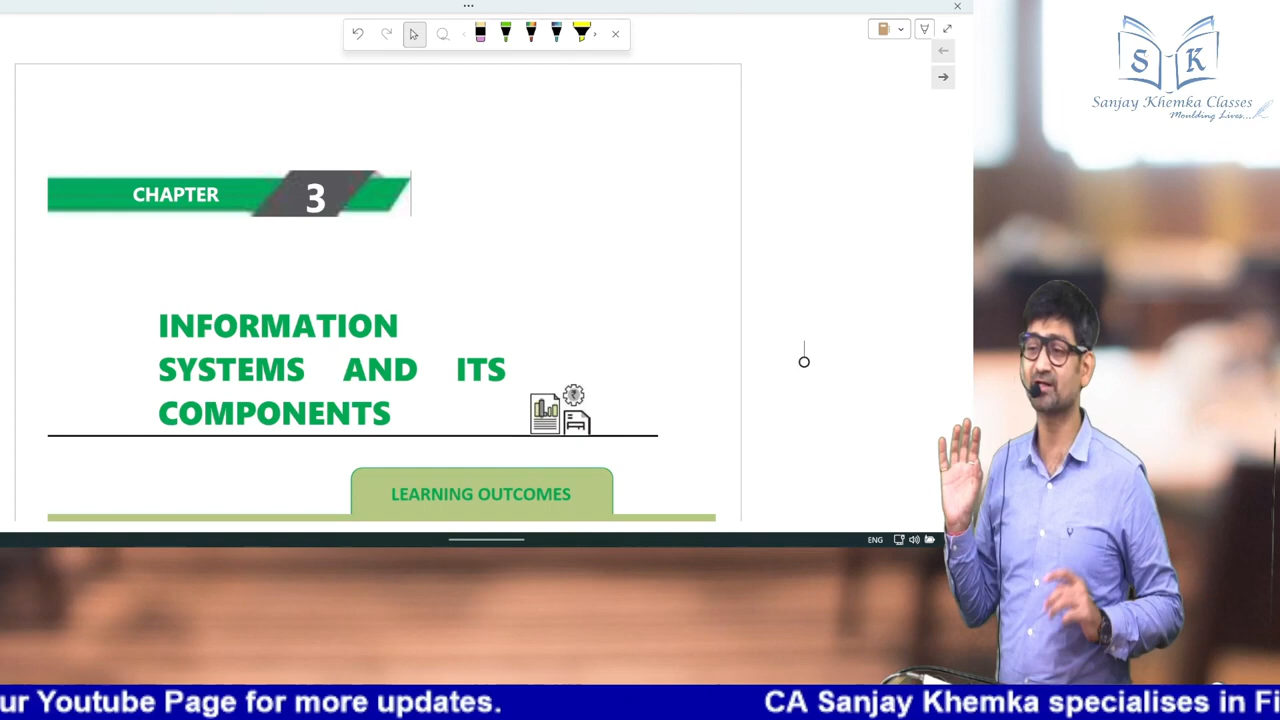 S K
Sanjay Khemka Classes
Moulding Lives...
CHAPTER 3
INFORMATION
SYSTEMS AND ITS
COMPONENTS
LEARNING OUTCOMES
ENG
ur Youtube Page for more updates. CA Sanjay Khemka specialises in Fi